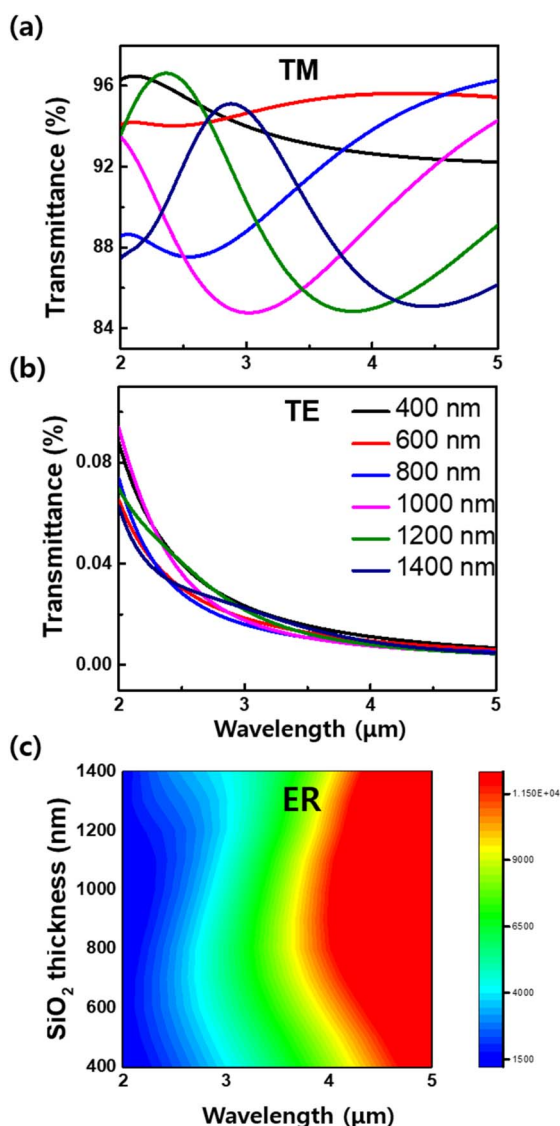 (a)
TM
Transmittance (%)
96
92
88
84
2 3 4 5
(b)
TE
400 nm
600 nm
800 nm
1000 nm
1200 nm
1400 nm
Transmittance (%)
0.08
0.04
0.00
2 3 4 5
Wavelength (μm)
(c)
ER
SiO₂ thickness (nm)
1400
1200
1000
800
600
400
2 3 4 5
Wavelength (μm)
1.150E+04
9000
6500
4000
1500